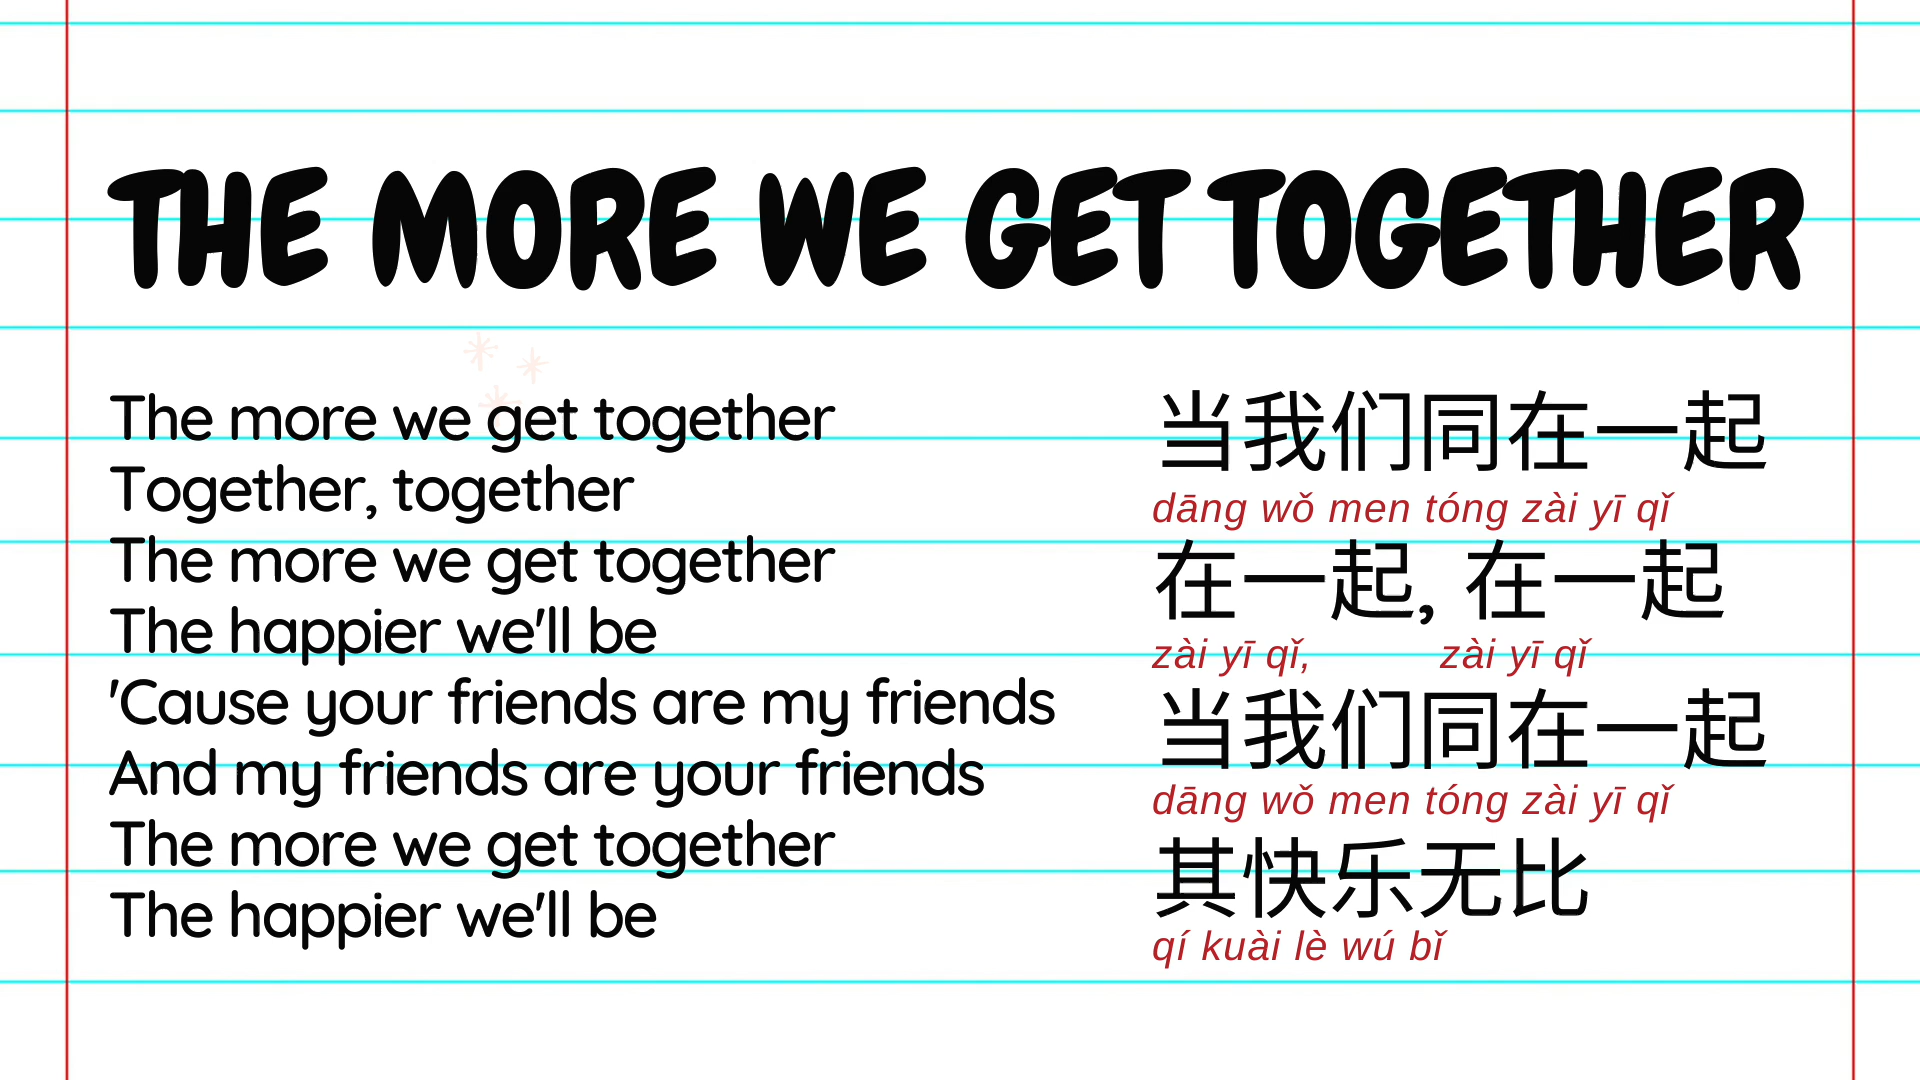 THE MORE WE GET TOGETHER
The more we get together
Together, together
The more we get together
The happier we'll be
'Cause your friends are my friends
And my friends are your friends
The more we get together
The happier we'll be
当我们同在一起
dāng wǒ men tóng zài yī qǐ
在一起, 在一起
zài yī qǐ, zài yī qǐ
当我们同在一起
dāng wǒ men tóng zài yī qǐ
其快乐无比
qí kuài lè wú bǐ